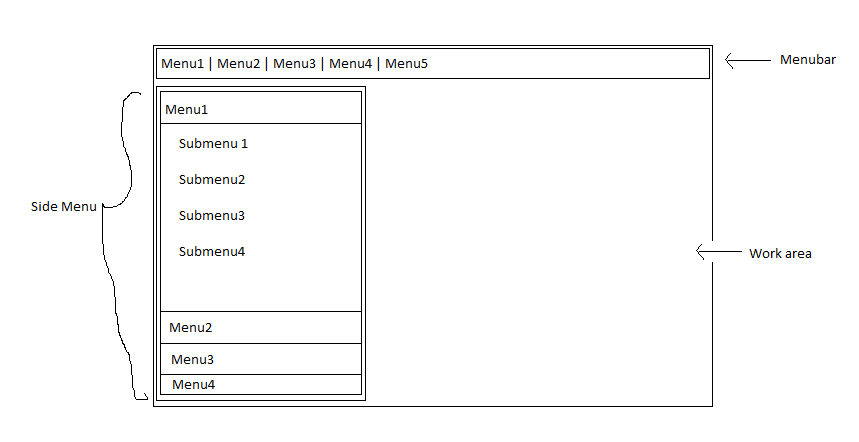 Menu1 | Menu2 | Menu3 | Menu4 | Menu5
Menubar
Menu1
Submenu 1
Submenu2
Side Menu
Submenu3
Submenu4
Work area
Menu2
Menu3
Menu4